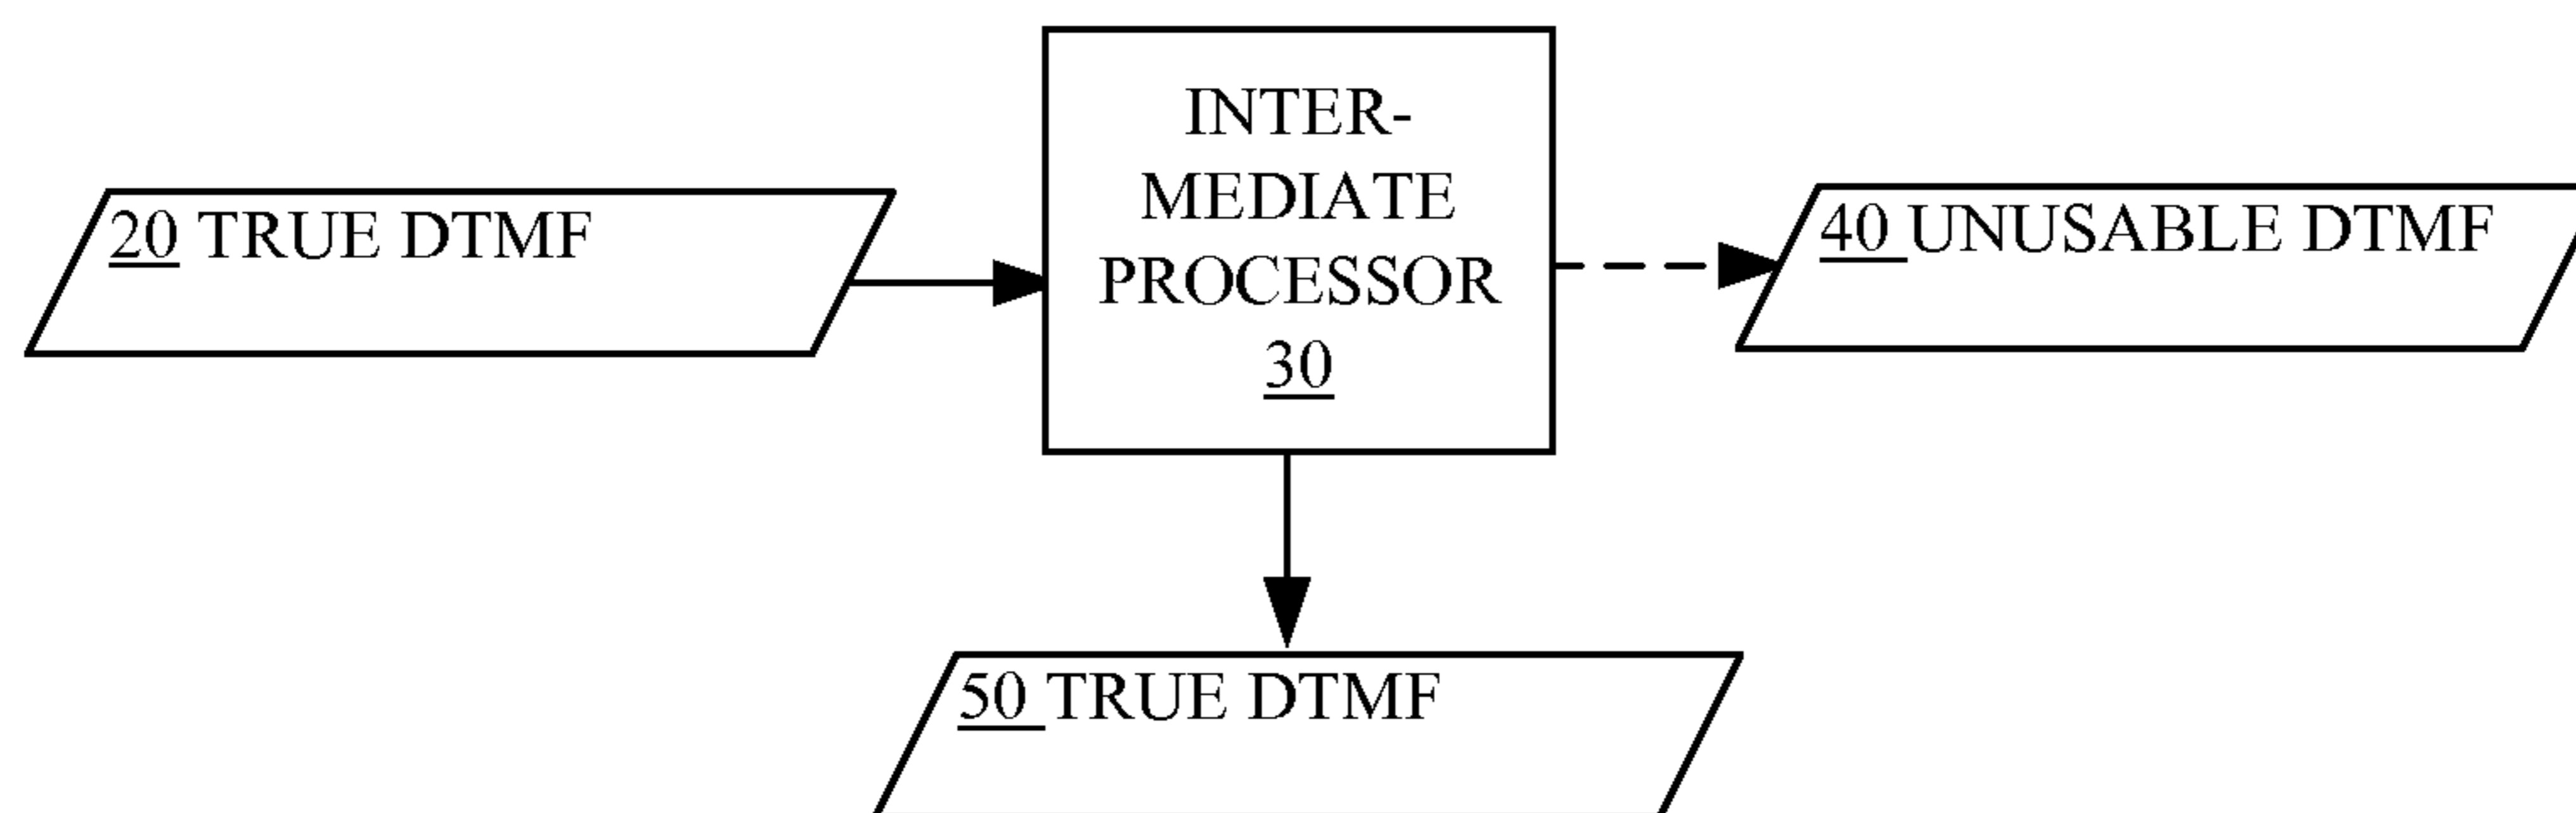 20 TRUE DTMF
INTER-
MEDIATE
PROCESSOR
30
40 UNUSABLE DTMF
50 TRUE DTMF